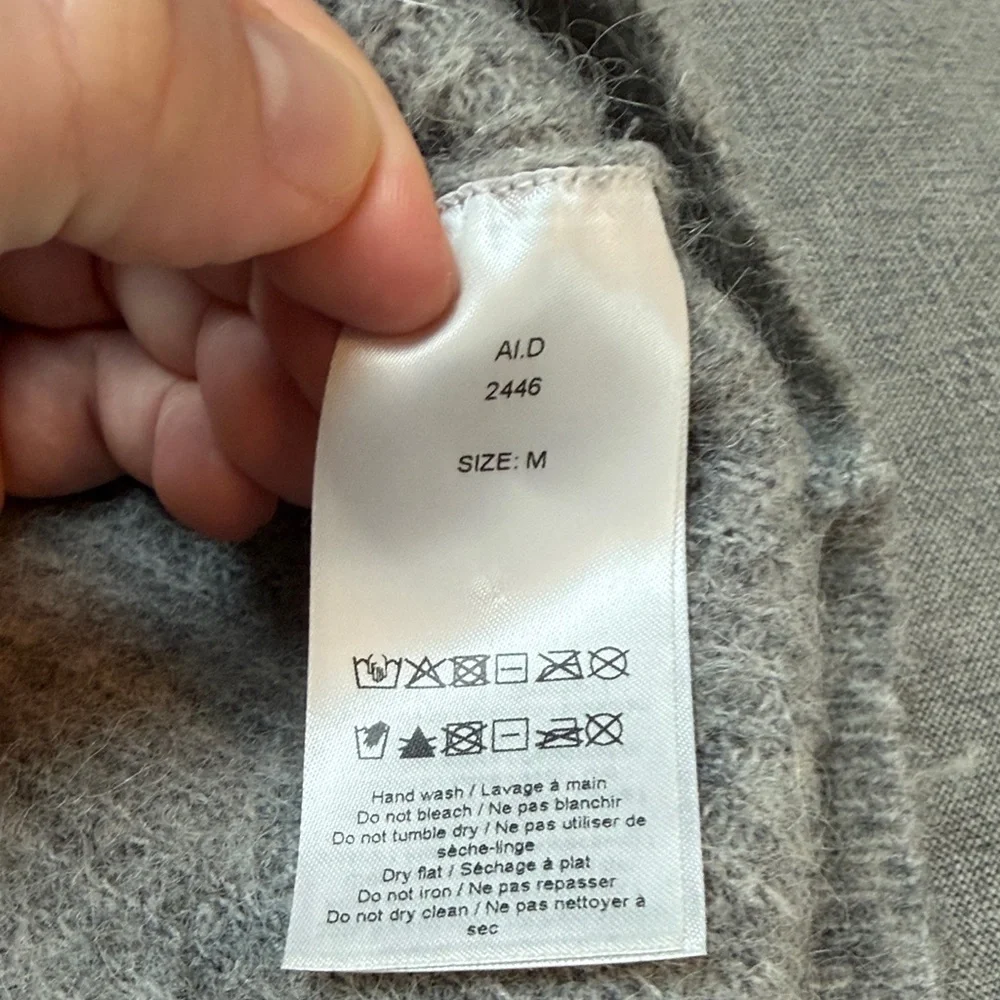 AI.D
2446
SIZE: M
Hand wash / Lavage à main
Do not bleach / Ne pas blanchir
Do not tumble dry / Ne pas utiliser de
sèche-linge
Dry flat / Séchage à plat
Do not iron / Ne pas repasser
Do not dry clean / Ne pas nettoyer à
sec